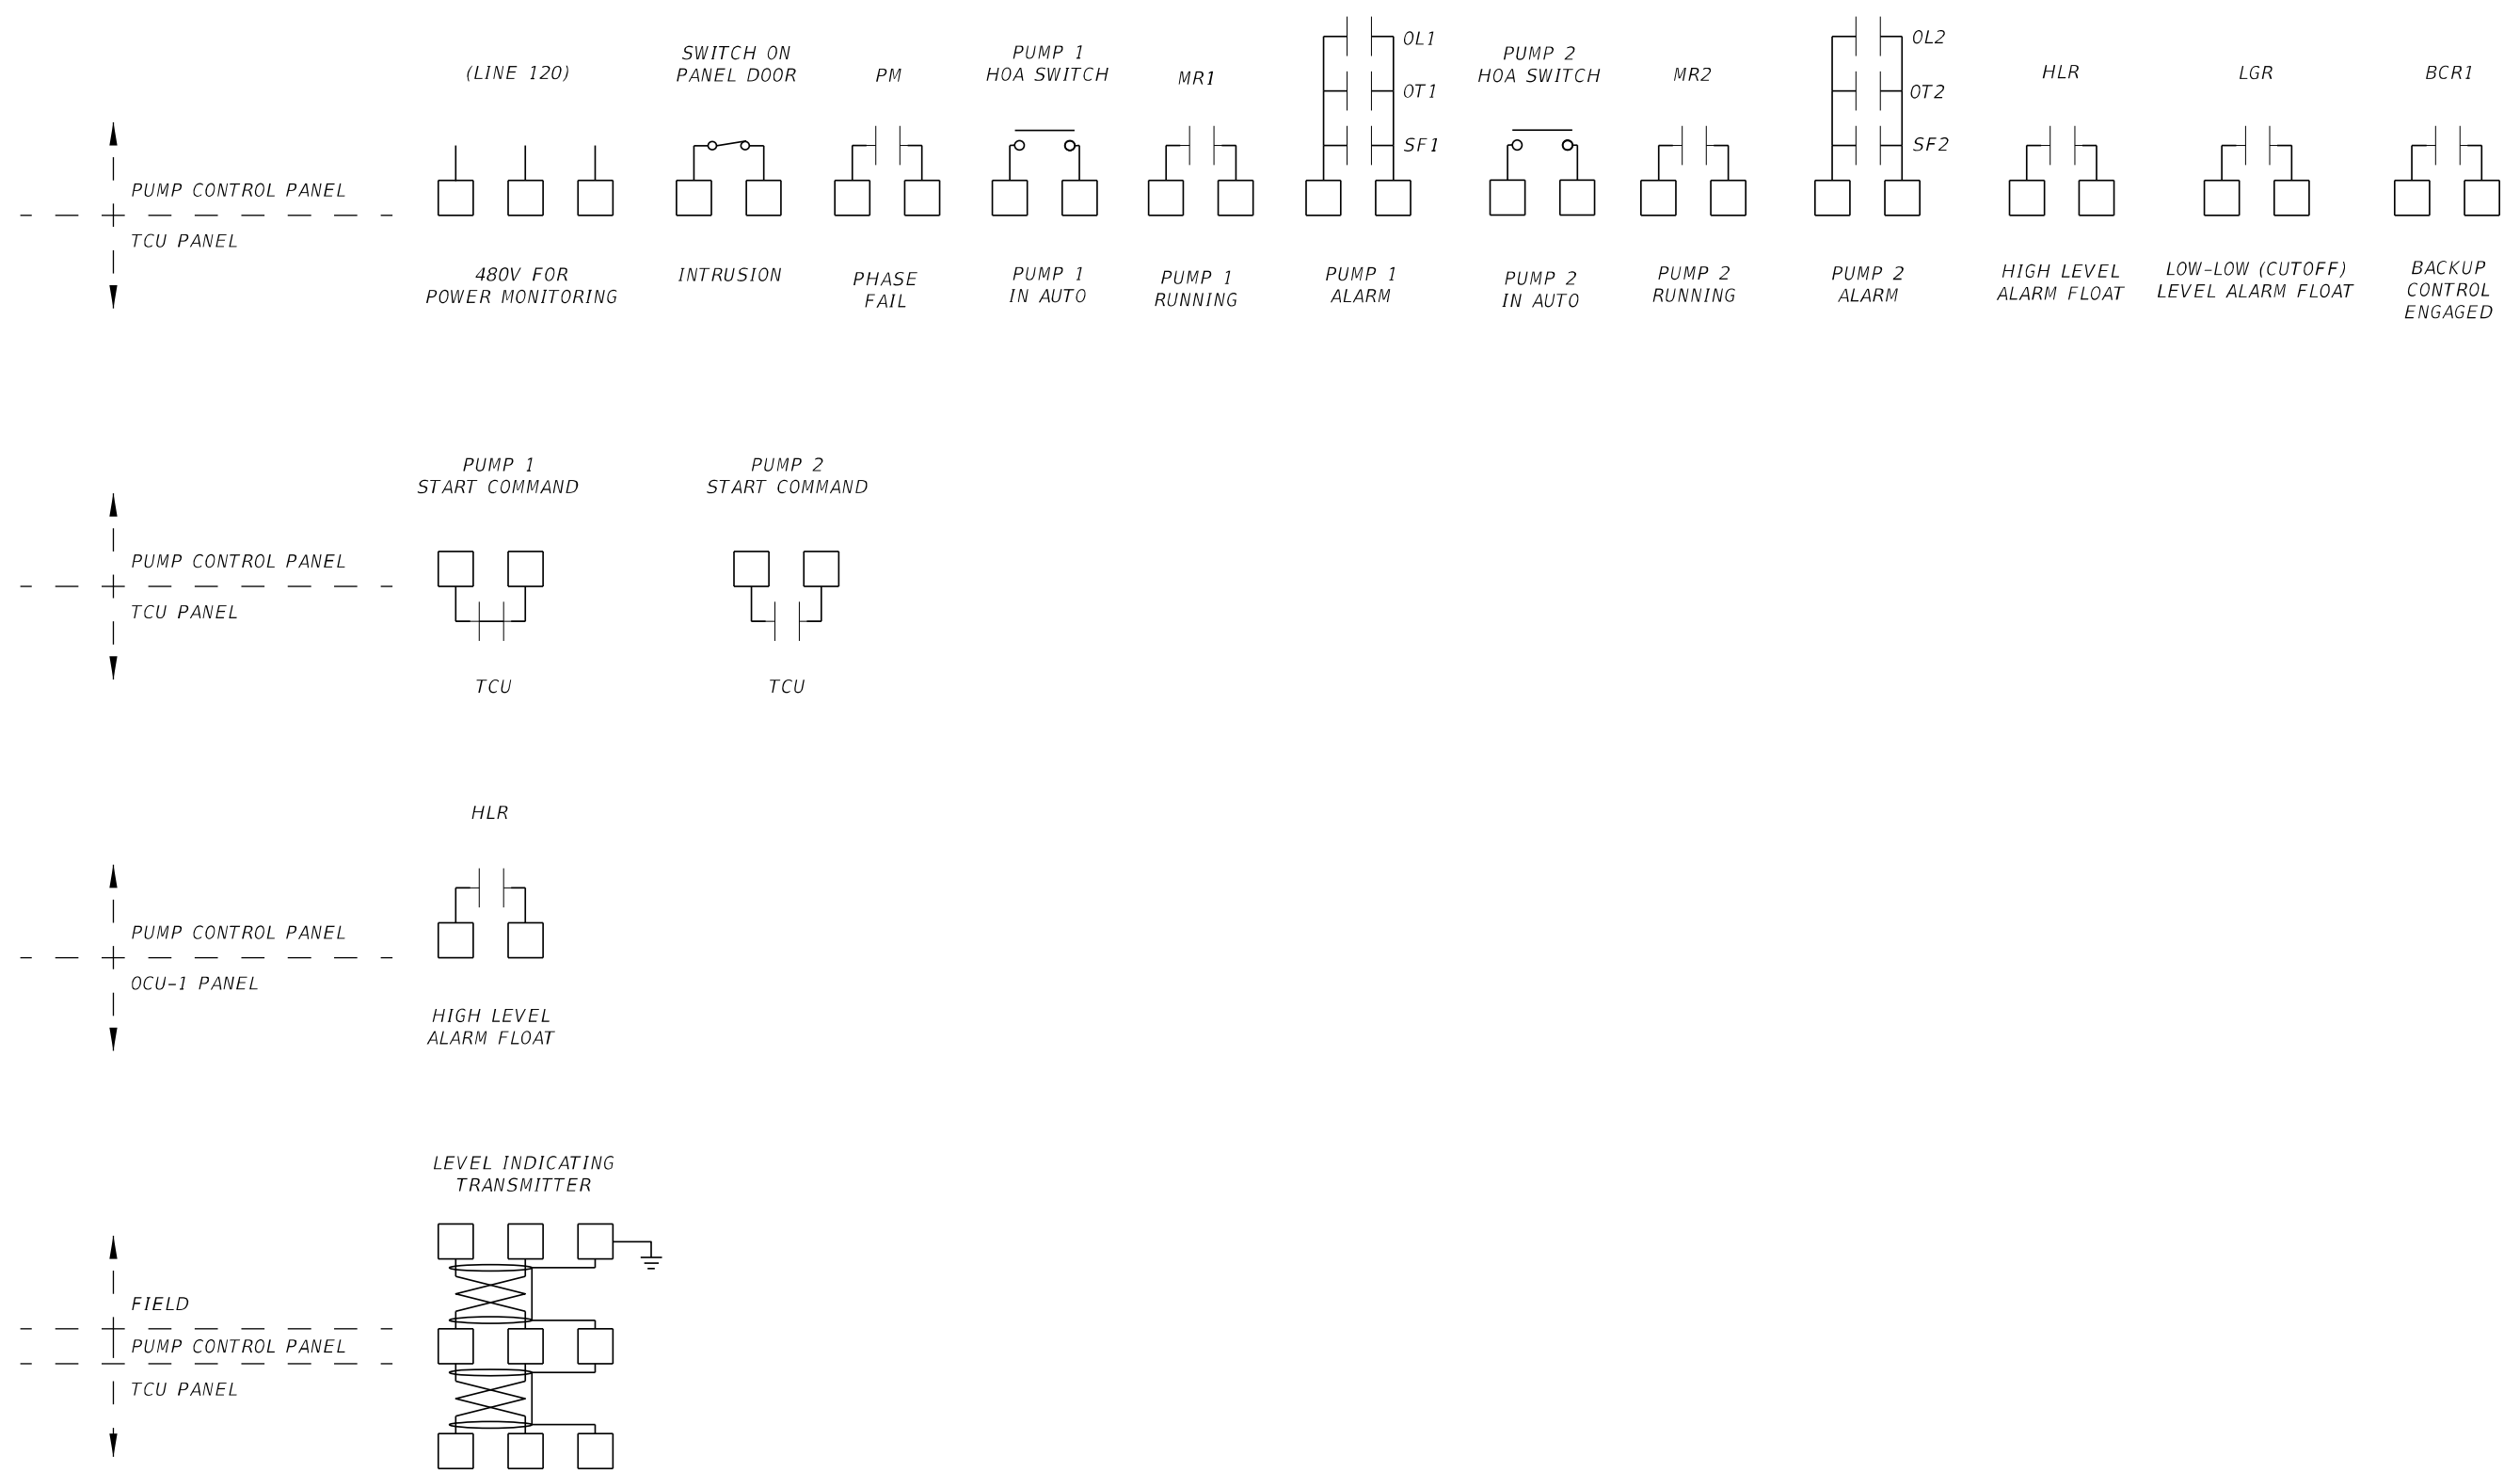 (LINE 120)
SWITCH ON
PANEL DOOR
PM
PUMP 1
HOA SWITCH
MR1
OL1
OT1
SF1
PUMP 2
HOA SWITCH
MR2
OL2
OT2
SF2
HLR
LGR
BCR1
PUMP CONTROL PANEL
TCU PANEL
480V FOR
POWER MONITORING
INTRUSION
PHASE
FAIL
PUMP 1
IN AUTO
PUMP 1
RUNNING
PUMP 1
ALARM
PUMP 2
IN AUTO
PUMP 2
RUNNING
PUMP 2
ALARM
HIGH LEVEL
ALARM FLOAT
LOW-LOW (CUTOFF)
LEVEL ALARM FLOAT
BACKUP
CONTROL
ENGAGED
PUMP 1
START COMMAND
PUMP 2
START COMMAND
PUMP CONTROL PANEL
TCU PANEL
TCU
TCU
HLR
PUMP CONTROL PANEL
OCU-1 PANEL
HIGH LEVEL
ALARM FLOAT
LEVEL INDICATING
TRANSMITTER
FIELD
PUMP CONTROL PANEL
TCU PANEL